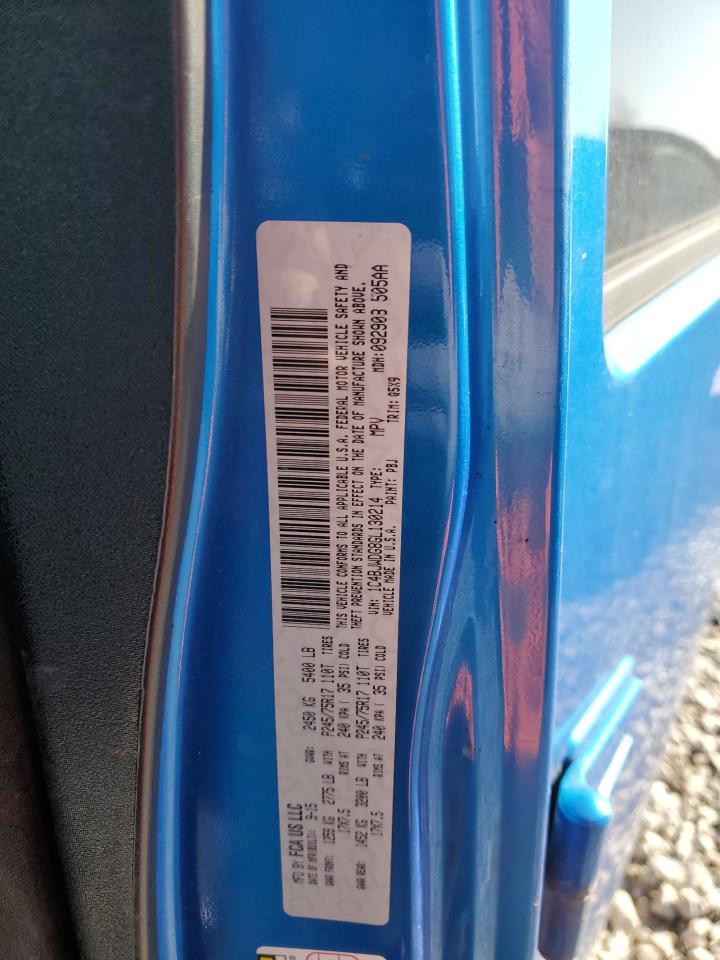 MFD BY: FCA US LLC
DATE OF MFR(BUILT): 9-15 GVWR: 2450 KG 5400 LB
GAWR FRONT: 1259 KG 2775 LB WITH P245/75R17 110T TIRES
17X7.5 RIMS AT 240 KPA( 35 PSI) COLD
GAWR REAR: 1452 KG 3200 LB WITH P245/75R17 110T TIRES
17X7.5 RIMS AT 240 KPA( 35 PSI) COLD
THIS VEHICLE CONFORMS TO ALL APPLICABLE U.S.A. FEDERAL MOTOR VEHICLE SAFETY AND
THEFT PREVENTION STANDARDS IN EFFECT ON THE DATE OF MANUFACTURE SHOWN ABOVE.
VIN: 1C4BJWDG8GL130214 TYPE: MPV MDH:092903 505AA
VEHICLE MADE IN U.S.A. PAINT: PBJ TRIM: 05X9